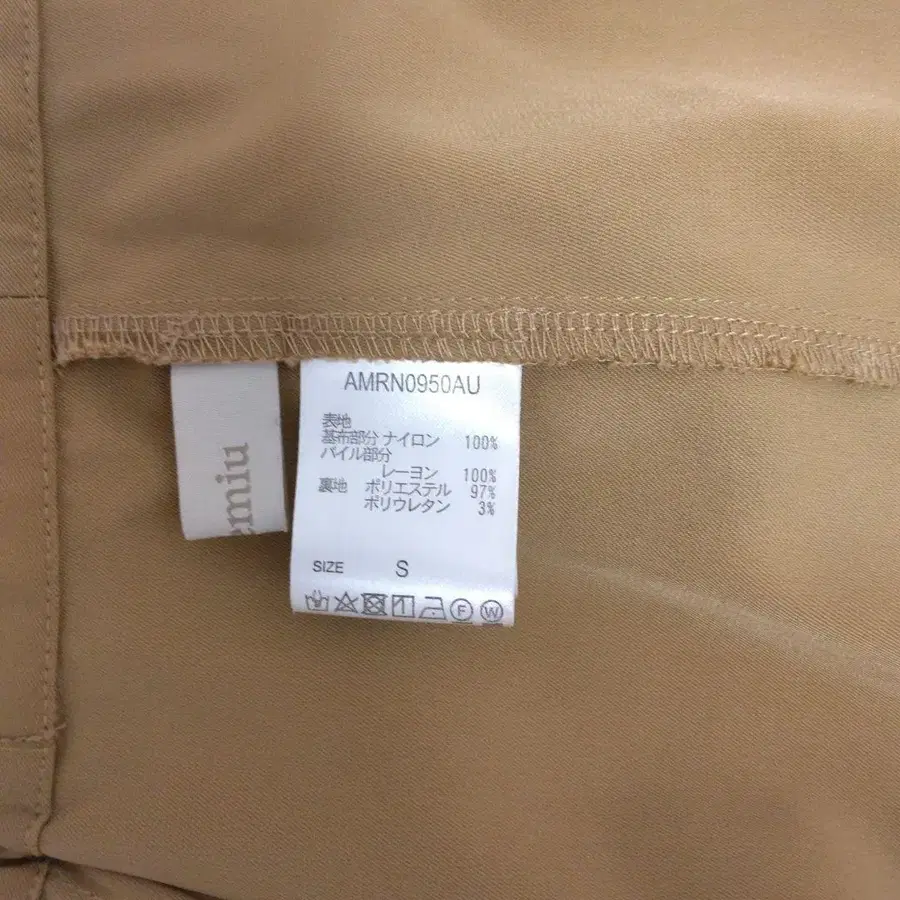 AMRN0950AU
表地
基布部分 ナイロン 100%
パイル部分
レーヨン 100%
裏地 ポリエステル 97%
ポリウレタン 3%
SIZE S
F W
emiu